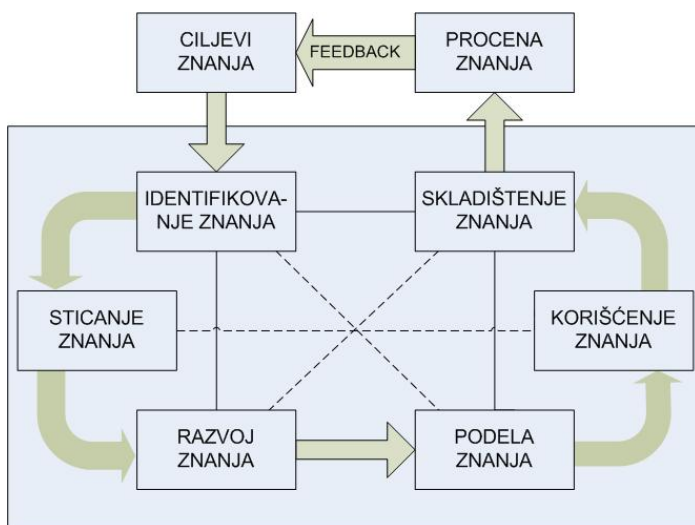 CILJEVI
ZNANJA
FEEDBACK
PROCENA
ZNANJA
IDENTIFIKOVA-
NJE ZNANJA
SKLADIŠTENJE
ZNANJA
STICANJE
ZNANJA
KORIŠĆENJE
ZNANJA
RAZVOJ
ZNANJA
PODELA
ZNANJA